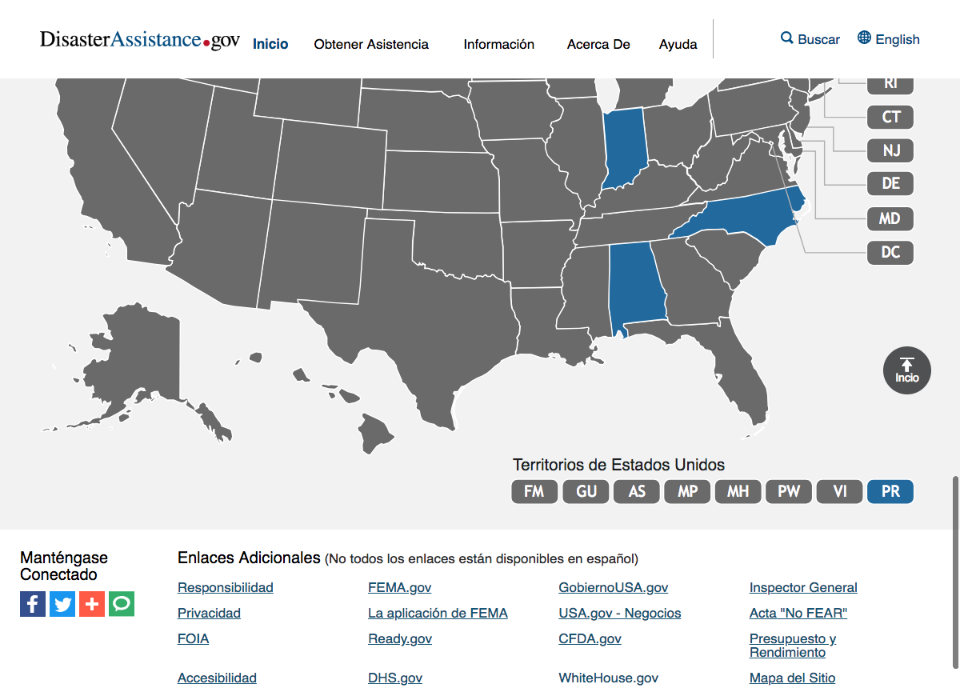 DisasterAssistance.gov Inicio Obtener Asistencia Información Acerca De Ayuda Buscar English
RI
CT
NJ
DE
MD
DC
Incio
Territorios de Estados Unidos
FM GU AS MP MH PW VI PR
Manténgase
Conectado
Enlaces Adicionales (No todos los enlaces están disponibles en español)
Responsibilidad FEMA.gov GobiernoUSA.gov Inspector General
Privacidad La aplicación de FEMA USA.gov - Negocios Acta "No FEAR"
FOIA Ready.gov CFDA.gov Presupuesto y
Rendimiento
Accesibilidad DHS.gov WhiteHouse.gov Mapa del Sitio